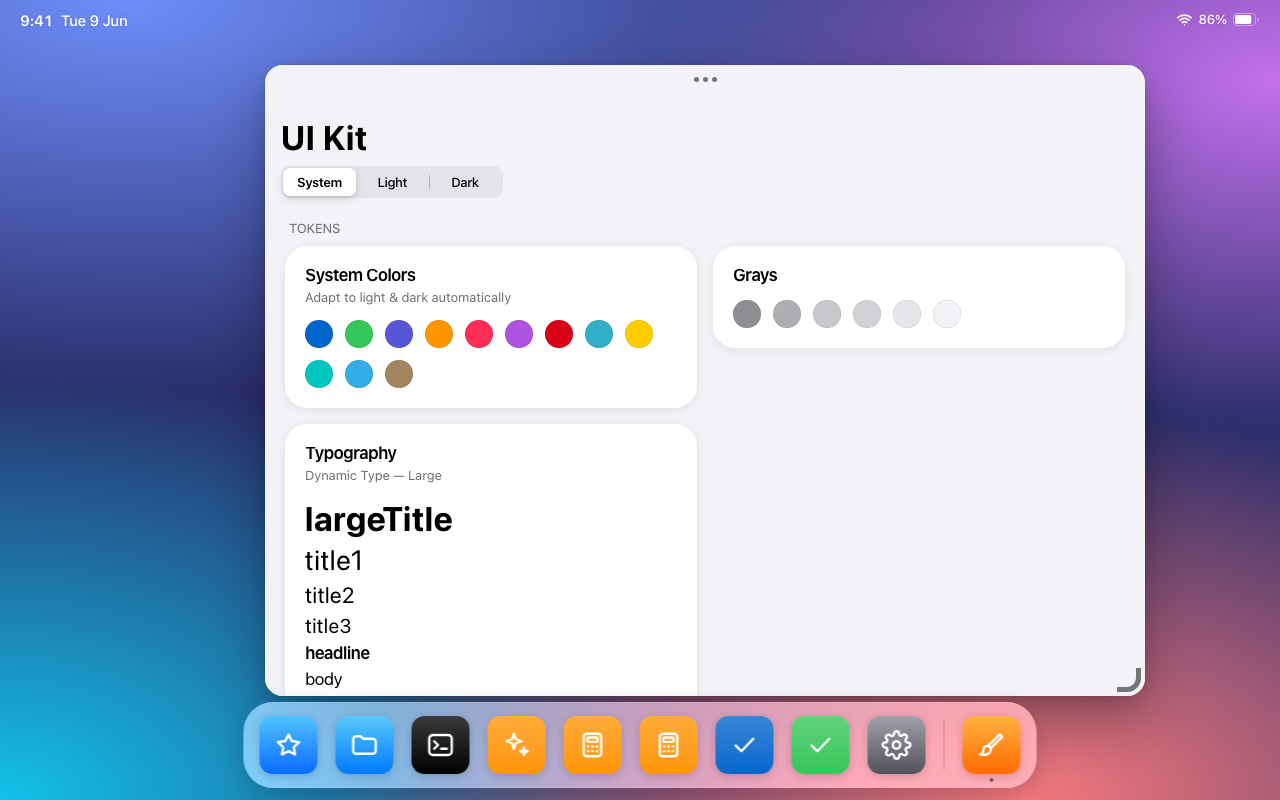 9:41 Tue 9 Jun
86%
UI Kit
System Light Dark
TOKENS
System Colors
Adapt to light & dark automatically
Grays
Typography
Dynamic Type — Large
largeTitle
title1
title2
title3
headline
body